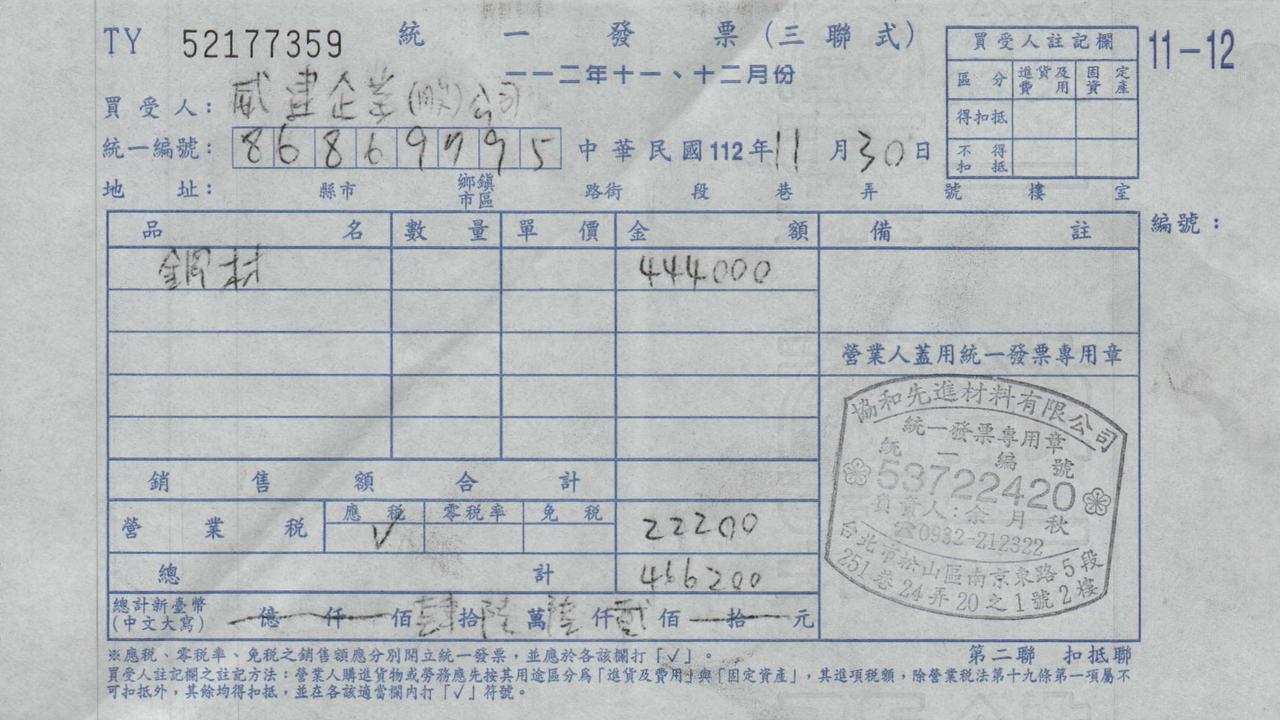 TY 52177359 統一發票(三聯式)
一一二年十一、十二月份
買受人註記欄
11-12
區分 進貨及費用 固定資產
得扣抵
不得扣抵
買受人: 威建企業(股)公司
統一編號: 86869795 中華民國112年11月30日
地址: 縣市 鄉鎮市區 路街 段 巷 弄 號 樓 室
品名 數量 單價 金額 備註
編號:
鋼材 444000
營業人蓋用統一發票專用章
協和先進材料有限公司
統一發票專用章
統一編號
53722420
負責人:余月秋
☎0932-212322
台北市松山區南京東路5段
251巷24弄20之1號2樓
銷售額合計
營業稅 應稅 零稅率 免稅
√ 22200
總計 466200
總計新臺幣(中文大寫) 億 仟 佰肆拾陸萬陸仟貳佰 拾 元
※應稅、零稅率、免稅之銷售額應分別開立統一發票,並應於各該欄打「√」。
第二聯 扣抵聯
買受人註記欄之註記方法:營業人購進貨物或勞務應先按其用途區分為「進貨及費用」與「固定資產」,其進項稅額,除營業稅法第十九條第一項屬不
可扣抵外,其餘均得扣抵,並在各該適當欄內打「√」符號。